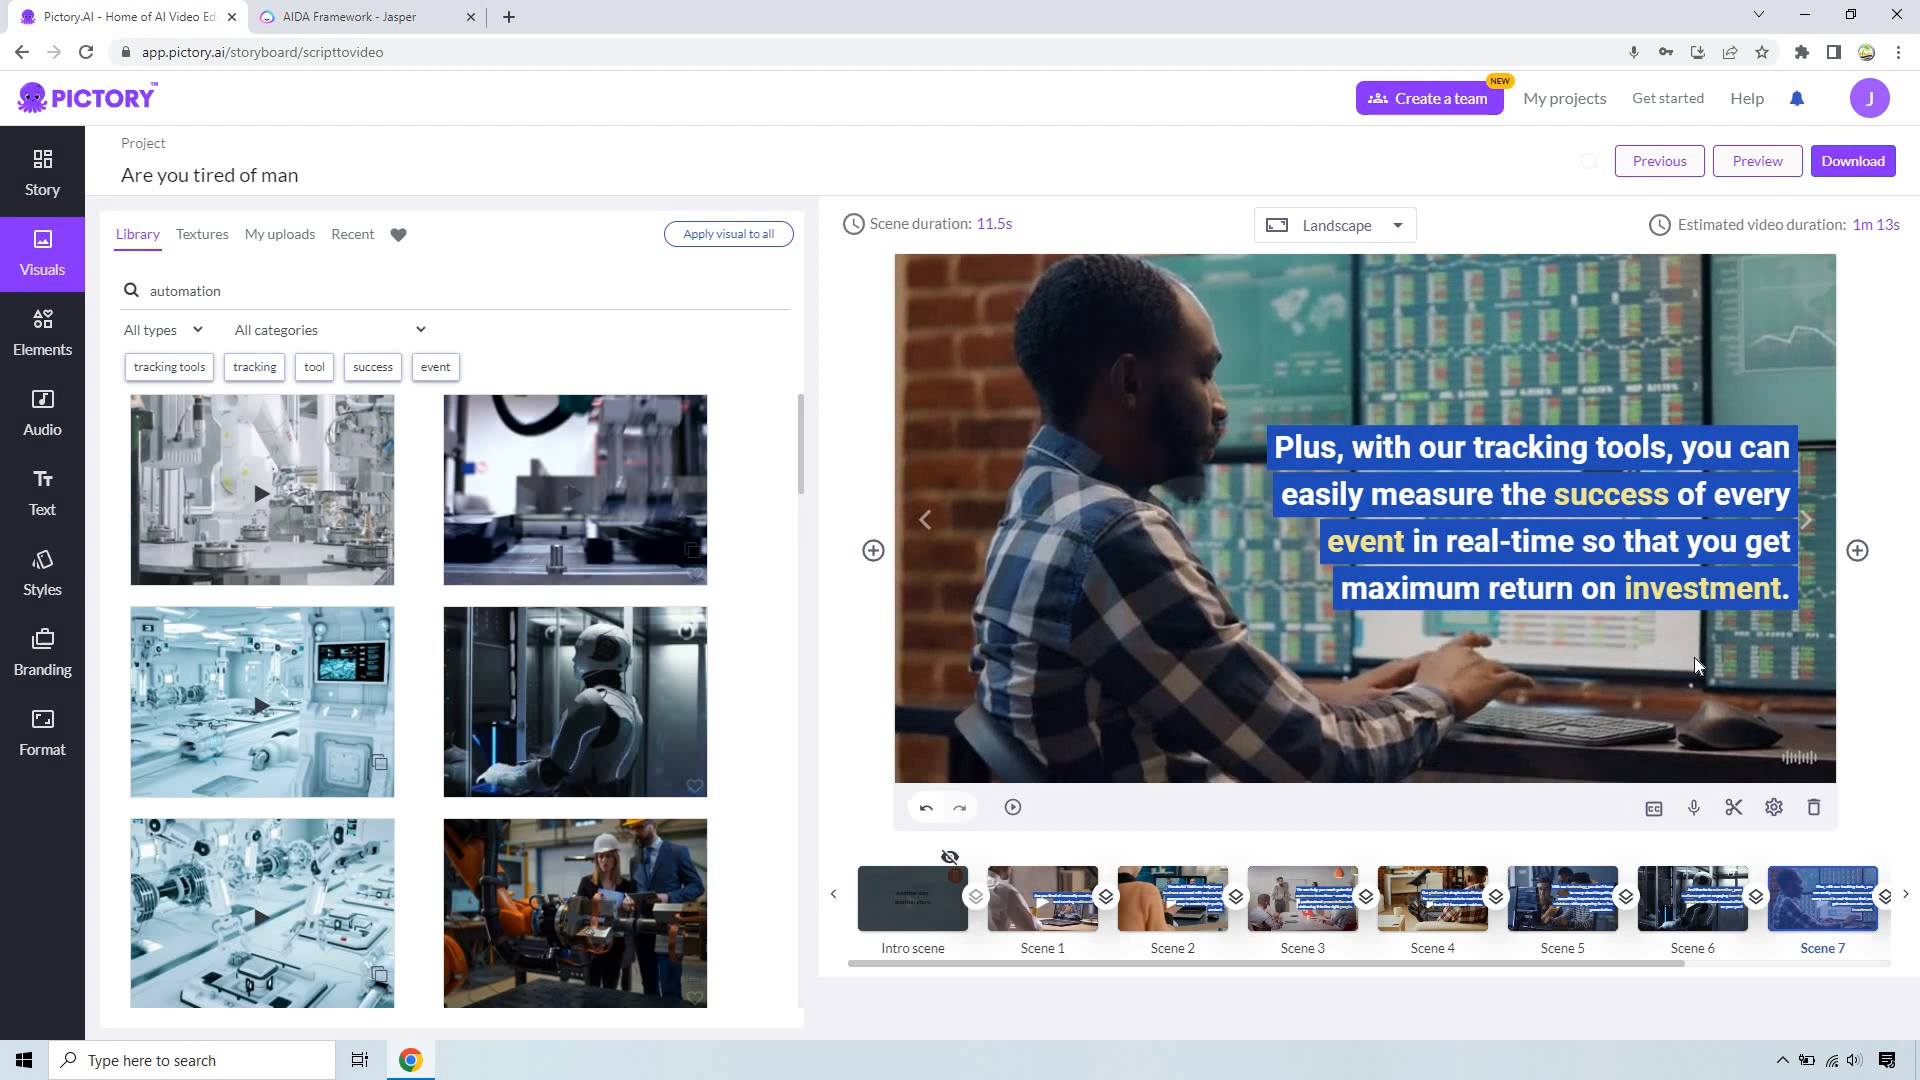 Pictory.AI - Home of AI Video Ed
AIDA Framework - Jasper
app.pictory.ai/storyboard/scripttovideo
PICTORY
NEW
Create a team
My projects
Get started
Help
J
Project
Are you tired of man
Previous
Preview
Download
Story
Visuals
Elements
Audio
Text
Styles
Branding
Format
Library
Textures
My uploads
Recent
Apply visual to all
automation
All types
All categories
tracking tools
tracking
tool
success
event
Scene duration: 11.5s
Landscape
Estimated video duration: 1m 13s
Plus, with our tracking tools, you can
easily measure the success of every
event in real-time so that you get
maximum return on investment.
CC
Intro scene
Scene 1
Scene 2
Scene 3
Scene 4
Scene 5
Scene 6
Scene 7
Type here to search